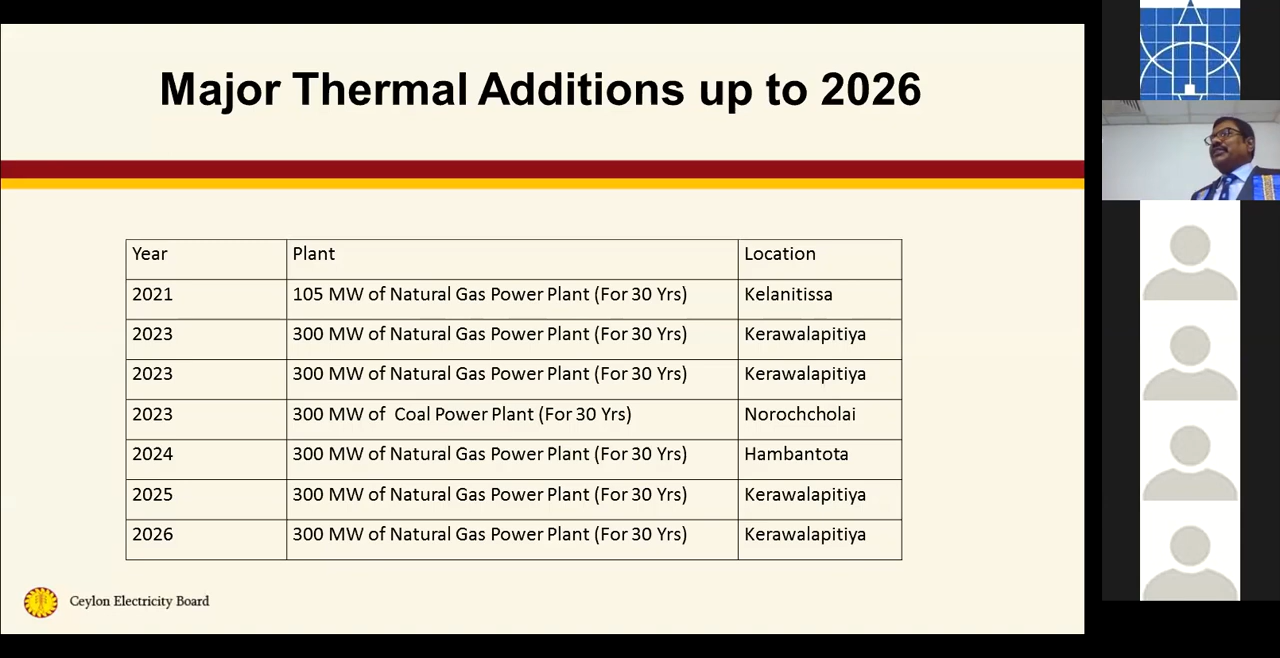 Major Thermal Additions up to 2026
Year Plant Location
2021 105 MW of Natural Gas Power Plant (For 30 Yrs) Kelanitissa
2023 300 MW of Natural Gas Power Plant (For 30 Yrs) Kerawalapitiya
2023 300 MW of Natural Gas Power Plant (For 30 Yrs) Kerawalapitiya
2023 300 MW of Coal Power Plant (For 30 Yrs) Norochcholai
2024 300 MW of Natural Gas Power Plant (For 30 Yrs) Hambantota
2025 300 MW of Natural Gas Power Plant (For 30 Yrs) Kerawalapitiya
2026 300 MW of Natural Gas Power Plant (For 30 Yrs) Kerawalapitiya
Ceylon Electricity Board